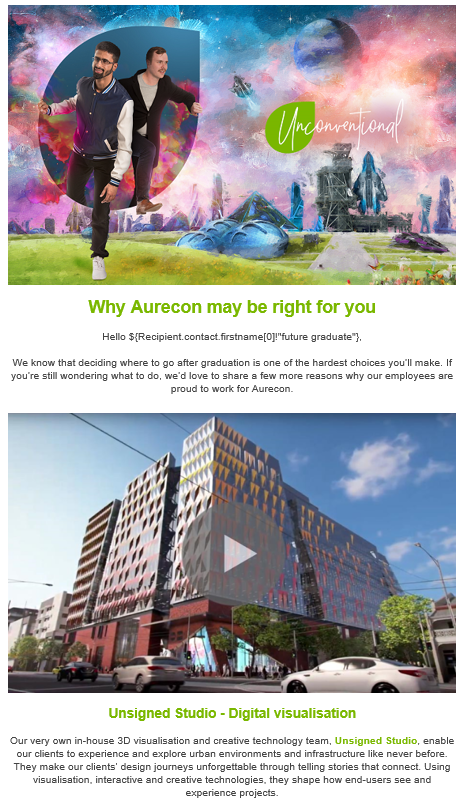 Unconventional
Why Aurecon may be right for you
Hello ${Recipient.contact.firstname[0]!"future graduate"},
We know that deciding where to go after graduation is one of the hardest choices you'll make. If
you're still wondering what to do, we'd love to share a few more reasons why our employees are
proud to work for Aurecon.
Unsigned Studio - Digital visualisation
Our very own in-house 3D visualisation and creative technology team, Unsigned Studio, enable
our clients to experience and explore urban environments and infrastructure like never before.
They make our clients' design journeys unforgettable through telling stories that connect. Using
visualisation, interactive and creative technologies, they shape how end-users see and
experience projects.